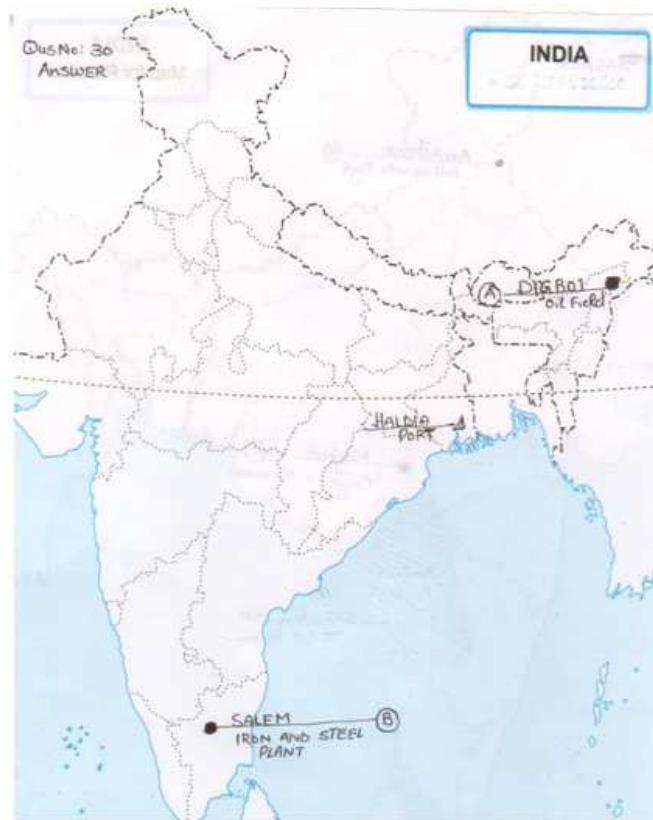 QusNo: 30
ANSWER
INDIA
A
DIGBOI
Oil Field
HALDIA
PORT
SALEM
B
IRON AND STEEL
PLANT